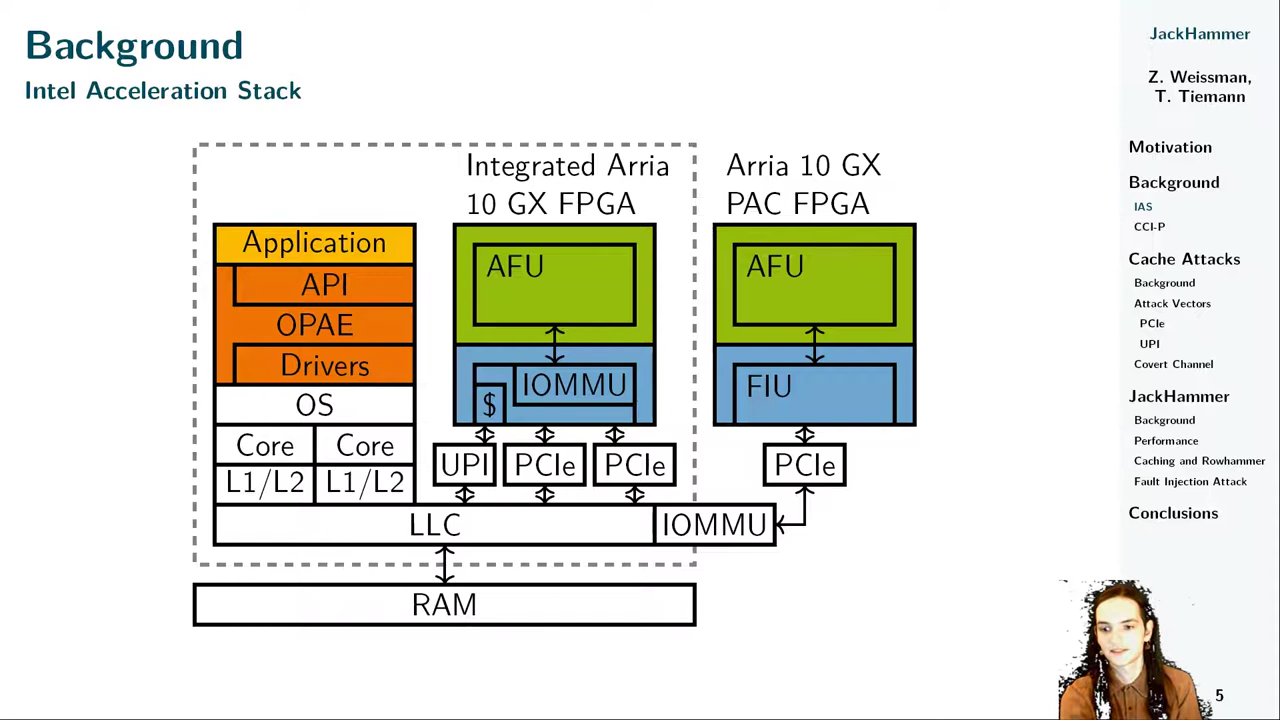 Background
Intel Acceleration Stack
Integrated Arria
10 GX FPGA
Arria 10 GX
PAC FPGA
Application
API
OPAE
Drivers
OS
Core
Core
L1/L2
L1/L2
AFU
IOMMU
$
UPI
PCIe
PCIe
AFU
FIU
PCIe
LLC
IOMMU
RAM
JackHammer
Z. Weissman,
T. Tiemann
Motivation
Background
IAS
CCI-P
Cache Attacks
Background
Attack Vectors
PCIe
UPI
Covert Channel
JackHammer
Background
Performance
Caching and Rowhammer
Fault Injection Attack
Conclusions
5